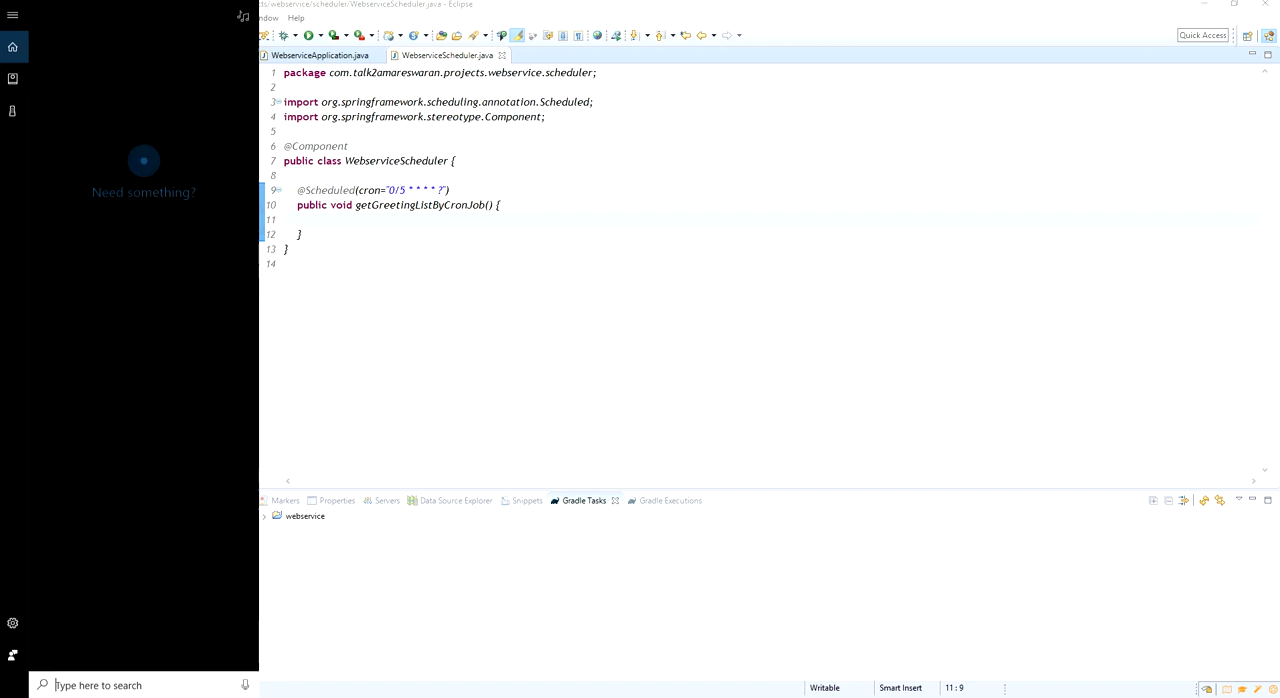 cts/webservice/scheduler/WebserviceScheduler.java - Eclipse
ndow Help
Quick Access
WebserviceApplication.java
WebserviceScheduler.java
1 package com.talk2amareswaran.projects.webservice.scheduler;
2
3 import org.springframework.scheduling.annotation.Scheduled;
4 import org.springframework.stereotype.Component;
5
6 @Component
7 public class WebserviceScheduler {
8
9 @Scheduled(cron="0/5 * * * * ?")
10 public void getGreetingListByCronJob() {
11
12 }
13 }
14
Need something?
Markers Properties Servers Data Source Explorer Snippets Gradle Tasks Gradle Executions
webservice
Type here to search
Writable Smart Insert 11 : 9